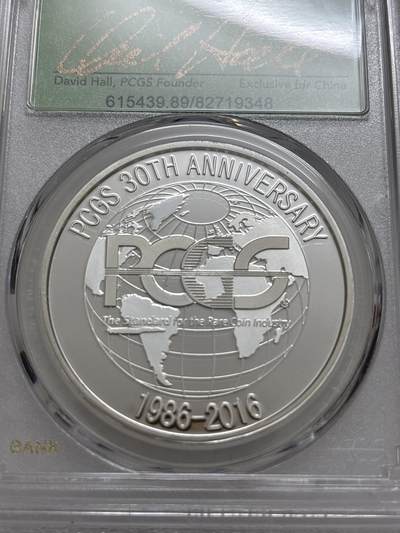 David Hall, PCGS Founder Exclusive for China
615439.89/82719348
PCGS 30TH ANNIVERSARY
PCGS
The Standard for the Rare Coin Industry
1986-2016
BANK